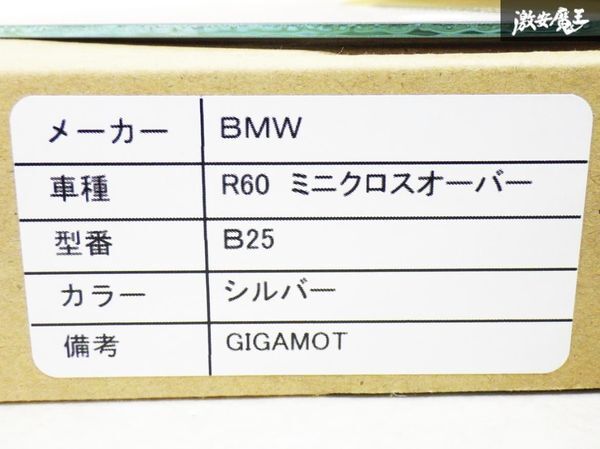 激安魔王
メーカー BMW
車種 R60 ミニクロスオーバー
型番 B25
カラー シルバー
備考 GIGAMOT